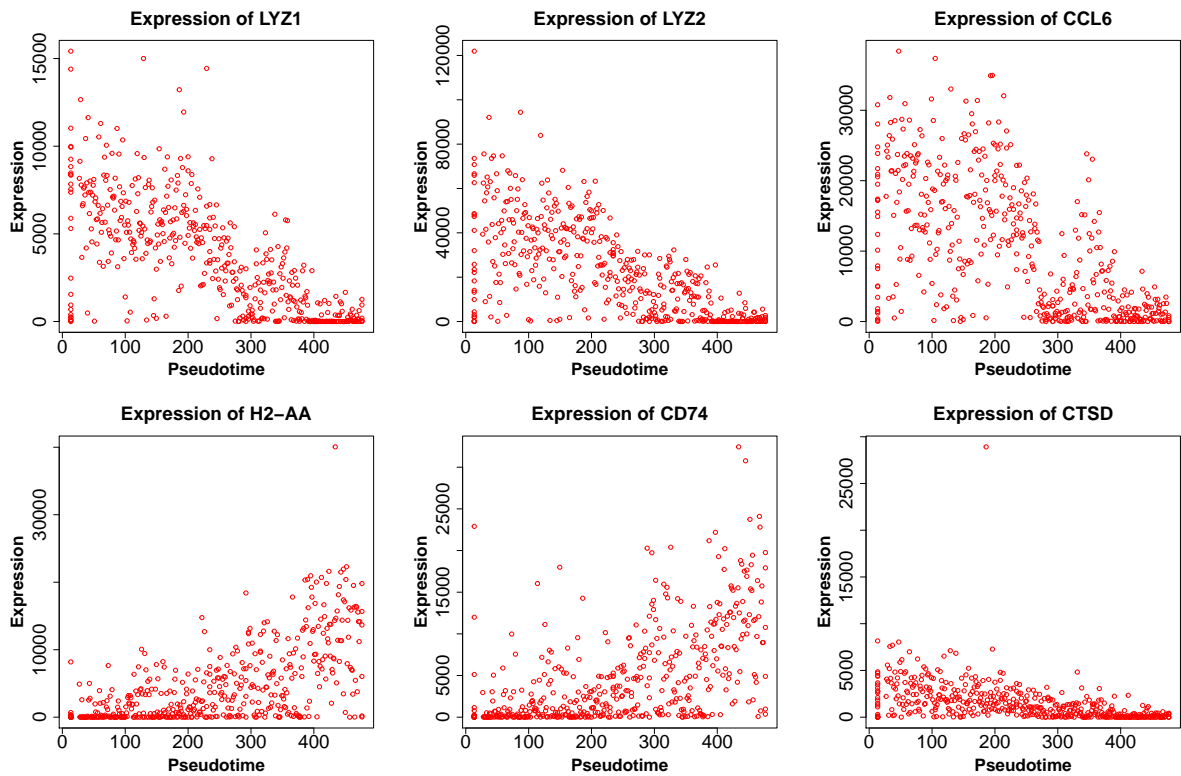 Expression of LYZ1
Expression
0 5000 10000 15000
0 100 200 300 400
Pseudotime
Expression of LYZ2
Expression
0 40000 80000 120000
0 100 200 300 400
Pseudotime
Expression of CCL6
Expression
0 10000 20000 30000
0 100 200 300 400
Pseudotime
Expression of H2−AA
Expression
0 10000 30000
0 100 200 300 400
Pseudotime
Expression of CD74
Expression
0 5000 15000 25000
0 100 200 300 400
Pseudotime
Expression of CTSD
Expression
0 5000 15000 25000
0 100 200 300 400
Pseudotime